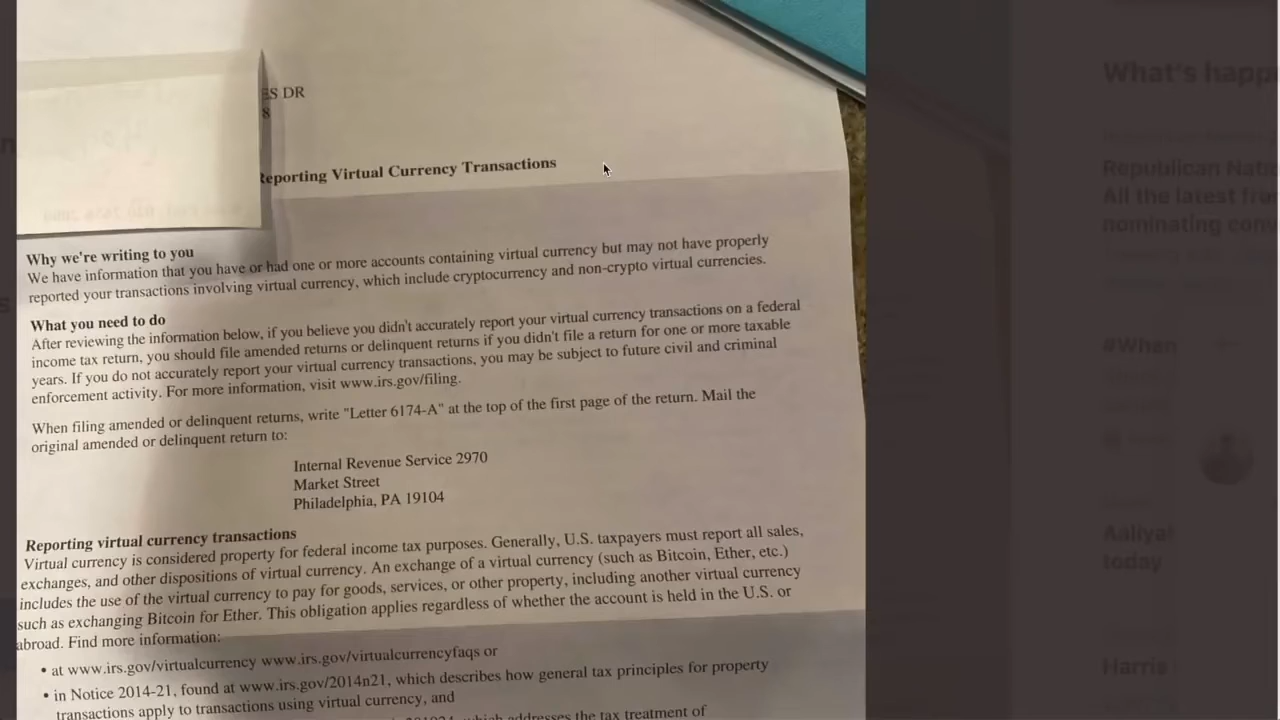 ES DR
8
Reporting Virtual Currency Transactions
Why we're writing to you
We have information that you have or had one or more accounts containing virtual currency but may not have properly
reported your transactions involving virtual currency, which include cryptocurrency and non-crypto virtual currencies.
What you need to do
After reviewing the information below, if you believe you didn't accurately report your virtual currency transactions on a federal
income tax return, you should file amended returns or delinquent returns if you didn't file a return for one or more taxable
years. If you do not accurately report your virtual currency transactions, you may be subject to future civil and criminal
enforcement activity. For more information, visit www.irs.gov/filing.
When filing amended or delinquent returns, write "Letter 6174-A" at the top of the first page of the return. Mail the
original amended or delinquent return to:
Internal Revenue Service 2970
Market Street
Philadelphia, PA 19104
Reporting virtual currency transactions
Virtual currency is considered property for federal income tax purposes. Generally, U.S. taxpayers must report all sales,
exchanges, and other dispositions of virtual currency. An exchange of a virtual currency (such as Bitcoin, Ether, etc.)
includes the use of the virtual currency to pay for goods, services, or other property, including another virtual currency
such as exchanging Bitcoin for Ether. This obligation applies regardless of whether the account is held in the U.S. or
abroad. Find more information:
• at www.irs.gov/virtualcurrency www.irs.gov/virtualcurrencyfaqs or
• in Notice 2014-21, found at www.irs.gov/2014n21, which describes how general tax principles for property
transactions apply to transactions using virtual currency, and
which addresses the tax treatment of
What's happ
Republican Nati
All the latest fro
nominating conv
#When
Aaliyah
today
Harris